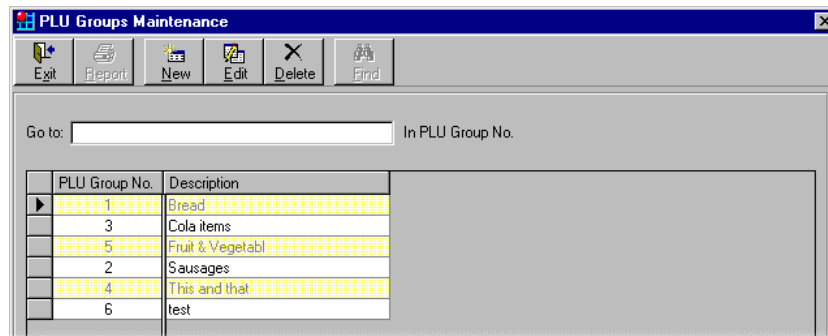 PLU Groups Maintenance
Exit Report New Edit Delete Find
Go to: In PLU Group No.
PLU Group No. Description
1 Bread
3 Cola items
5 Fruit & Vegetabl
2 Sausages
4 This and that
6 test